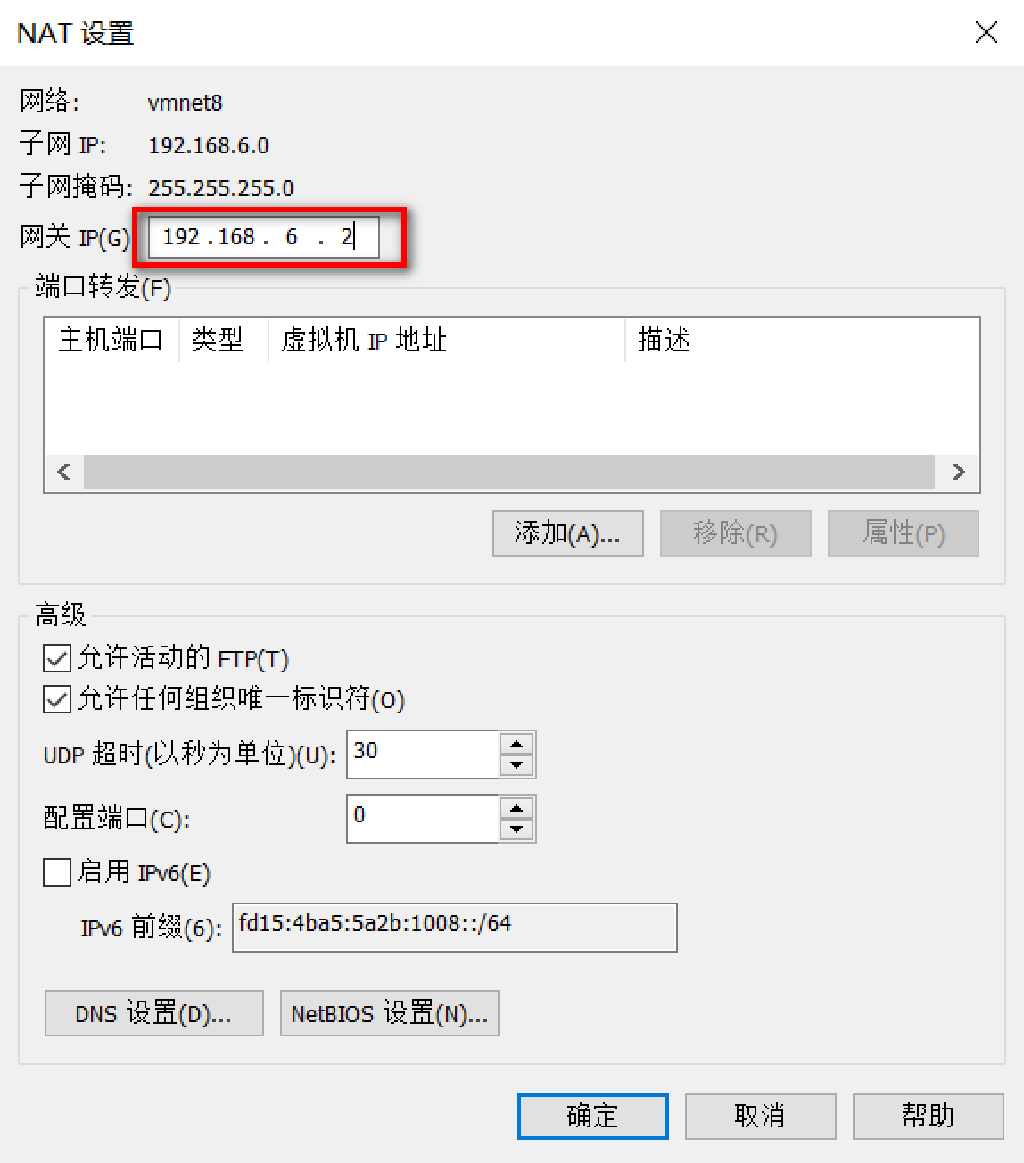 NAT 设置
网络: vmnet8
子网 IP: 192.168.6.0
子网掩码: 255.255.255.0
网关 IP(G) 192 . 168 . 6 . 2
端口转发(F)
主机端口 类型 虚拟机 IP 地址 描述
添加(A)... 移除(R) 属性(P)
高级
允许活动的 FTP(T)
允许任何组织唯一标识符(O)
UDP 超时(以秒为单位)(U): 30
配置端口(C): 0
启用 IPv6(E)
IPv6 前缀(6): fd15:4ba5:5a2b:1008::/64
DNS 设置(D)... NetBIOS 设置(N)...
确定 取消 帮助